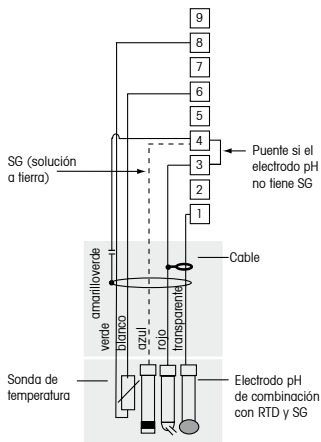 9
8
7
6
5
4
3
2
1
SG (solución
a tierra)
Puente si el
electrodo pH
no tiene SG
Cable
amarilloverde
verde
blanco
azul
rojo
transparente
Sonda de
temperatura
Electrodo pH
de combinación
con RTD y SG